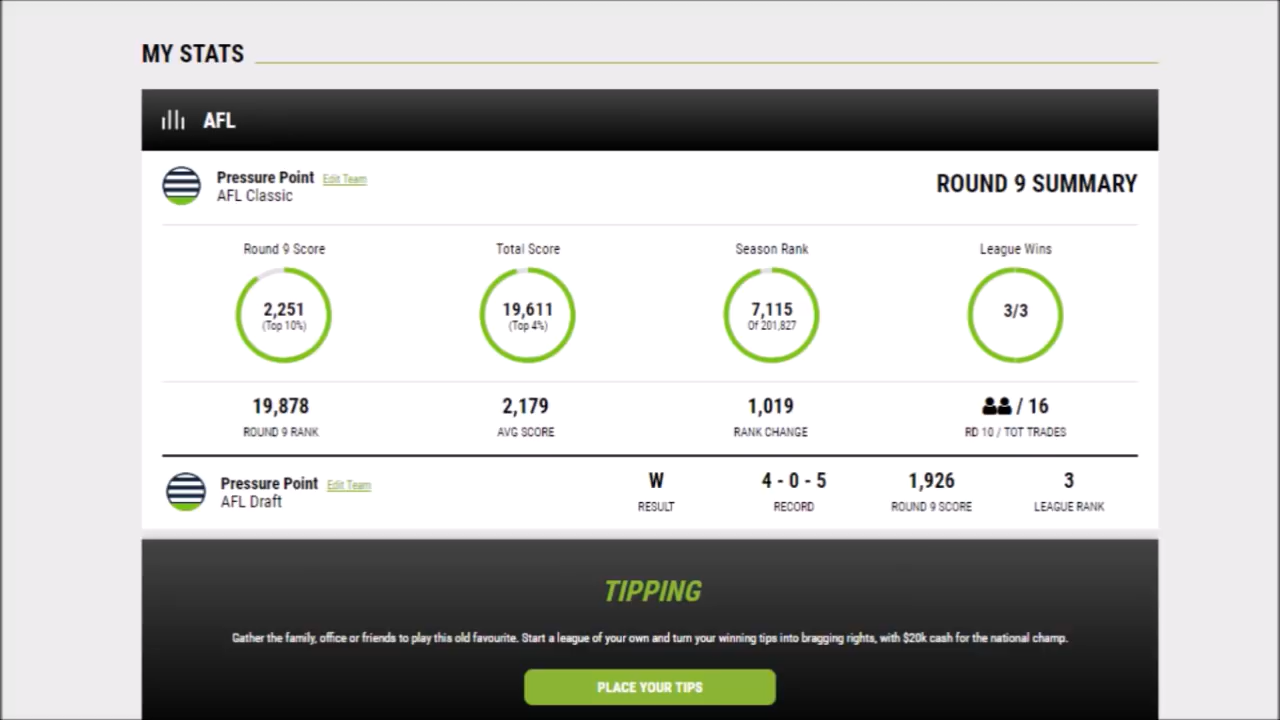 MY STATS
AFL
Pressure Point Edit Team
AFL Classic
ROUND 9 SUMMARY
Round 9 Score
Total Score
Season Rank
League Wins
2,251
(Top 10%)
19,611
(Top 4%)
7,115
Of 201,827
3/3
19,878
2,179
1,019
/ 16
ROUND 9 RANK
AVG SCORE
RANK CHANGE
RD 10 / TOT TRADES
Pressure Point Edit Team
AFL Draft
W
4 - 0 - 5
1,926
3
RESULT
RECORD
ROUND 9 SCORE
LEAGUE RANK
TIPPING
Gather the family, office or friends to play this old favourite. Start a league of your own and turn your winning tips into bragging rights, with $20k cash for the national champ.
PLACE YOUR TIPS